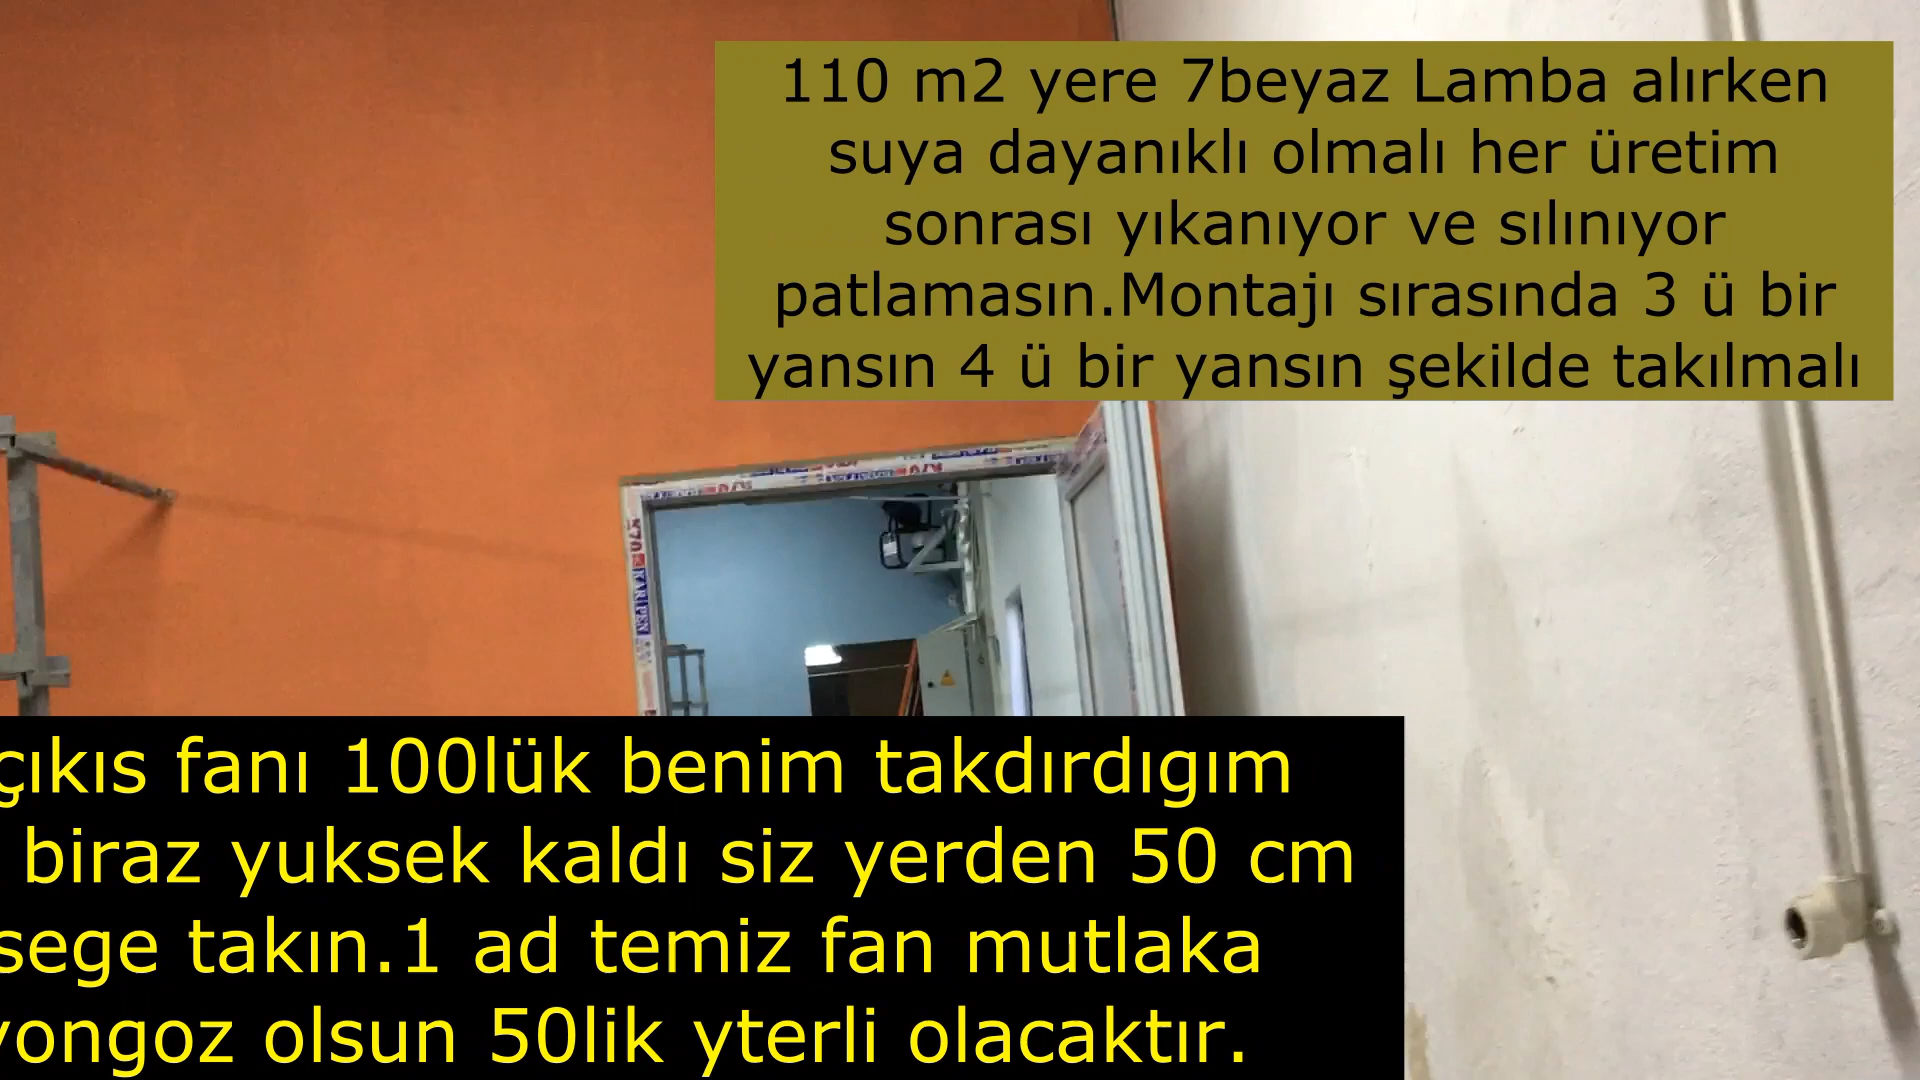 110 m2 yere 7beyaz Lamba alırken
suya dayanıklı olmalı her üretim
sonrası yıkanıyor ve sılınıyor
patlamasın.Montajı sırasında 3 ü bir
yansın 4 ü bir yansın şekilde takılmalı
çıkıs fanı 100lük benim takdırdıgım
biraz yuksek kaldı siz yerden 50 cm
takın.1 ad temiz fan mutlaka
olsun 50lik yterli olacaktır.